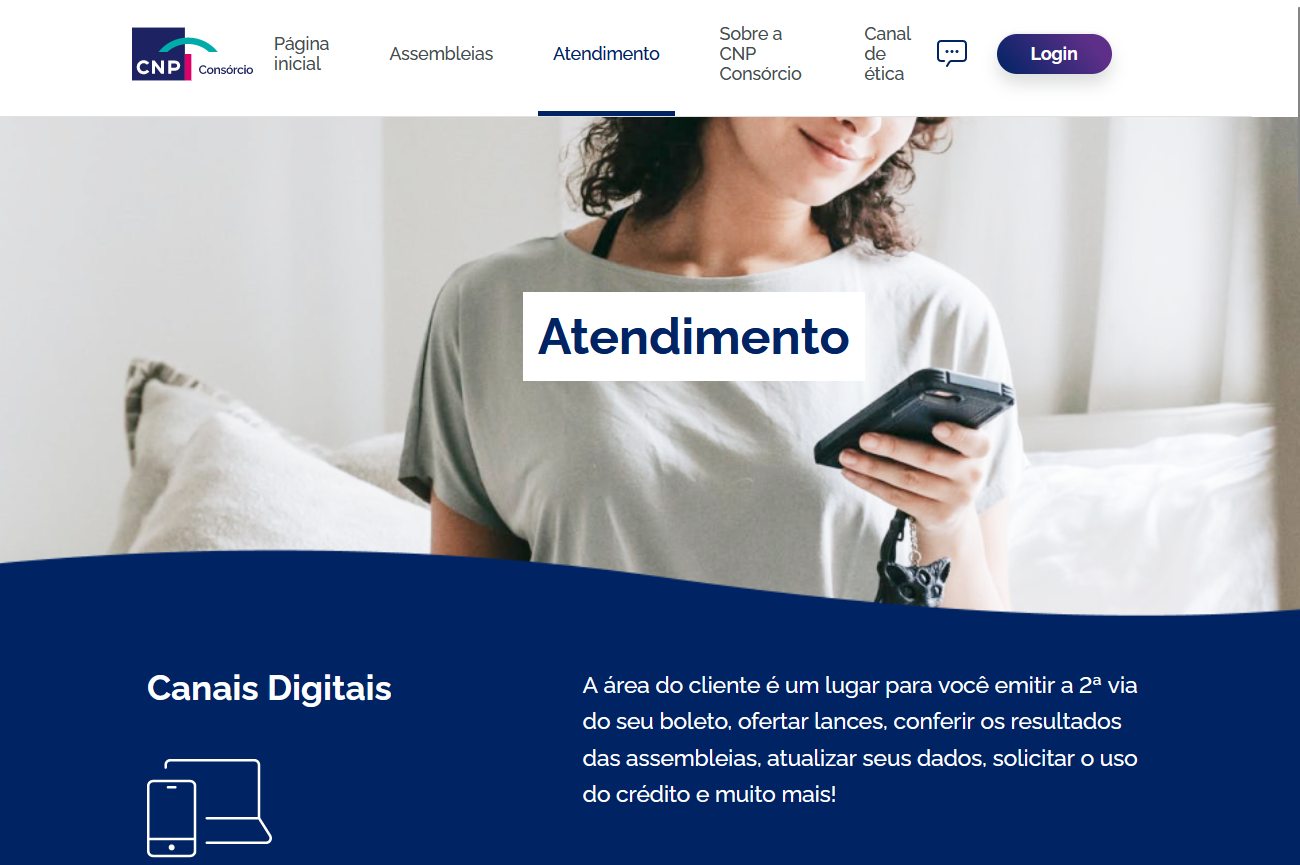 CNP Consórcio
Página
inicial
Assembleias
Atendimento
Sobre a
CNP
Consórcio
Canal
de
ética
Login
Atendimento
Canais Digitais
A área do cliente é um lugar para você emitir a 2ª via
do seu boleto, ofertar lances, conferir os resultados
das assembleias, atualizar seus dados, solicitar o uso
do crédito e muito mais!